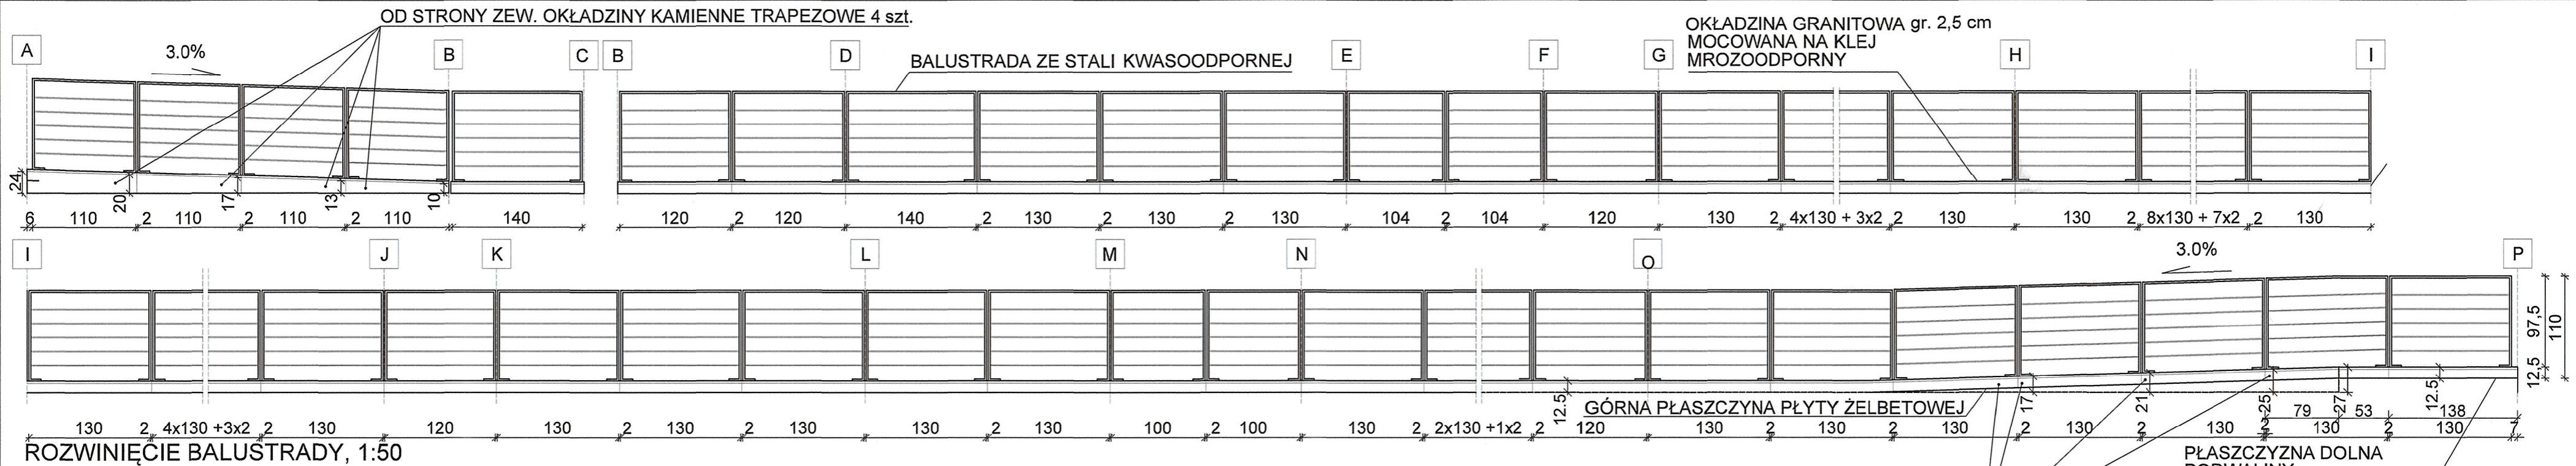 OD STRONY ZEW. OKŁADZINY KAMIENNE TRAPEZOWE 4 szt.
OKŁADZINA GRANITOWA gr. 2,5 cm
MOCOWANA NA KLEJ
MROZOODPORNY
BALUSTRADA ZE STALI KWASOODPORNEJ
A 3.0% B C B D E F G H I
24 20 17 13 10
6 110 2 110 2 110 2 110 140 120 2 120 140 2 130 2 130 2 130 104 2 104 120 130 2 4x130 + 3x2 2 130 130 2 8x130 + 7x2 2 130
I J K L M N O 3.0% P
97,5 110
12,5
12.5 17 21 25 27 12.5
GÓRNA PŁASZCZYNA PŁYTY ŻELBETOWEJ
79 53 138
130 2 4x130 +3x2 2 130 120 130 2 130 2 130 130 2 130 100 2 100 130 2 2x130 +1x2 2 120 130 2 130 2 130 2 130 2 130 130 2 130 7
ROZWINIĘCIE BALUSTRADY, 1:50
PŁASZCZYZNA DOLNA